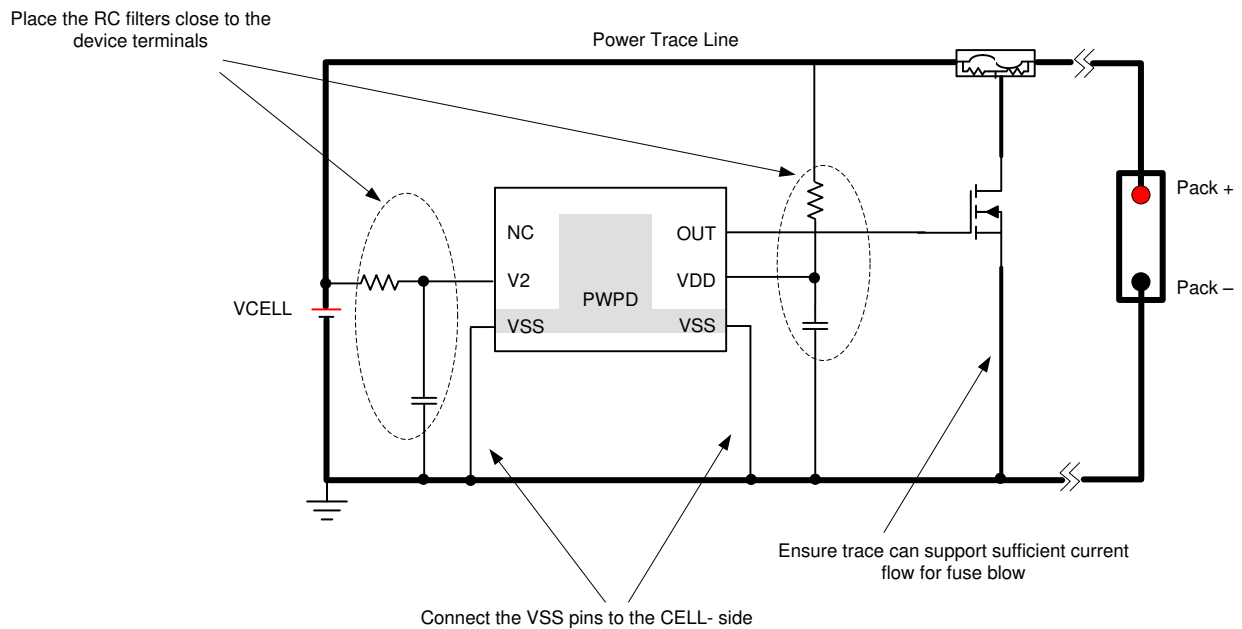 Place the RC filters close to the
device terminals
Power Trace Line
Pack +
NC
OUT
V2
VDD
PWPD
Pack –
VCELL
VSS
VSS
Ensure trace can support sufficient current
flow for fuse blow
Connect the VSS pins to the CELL- side